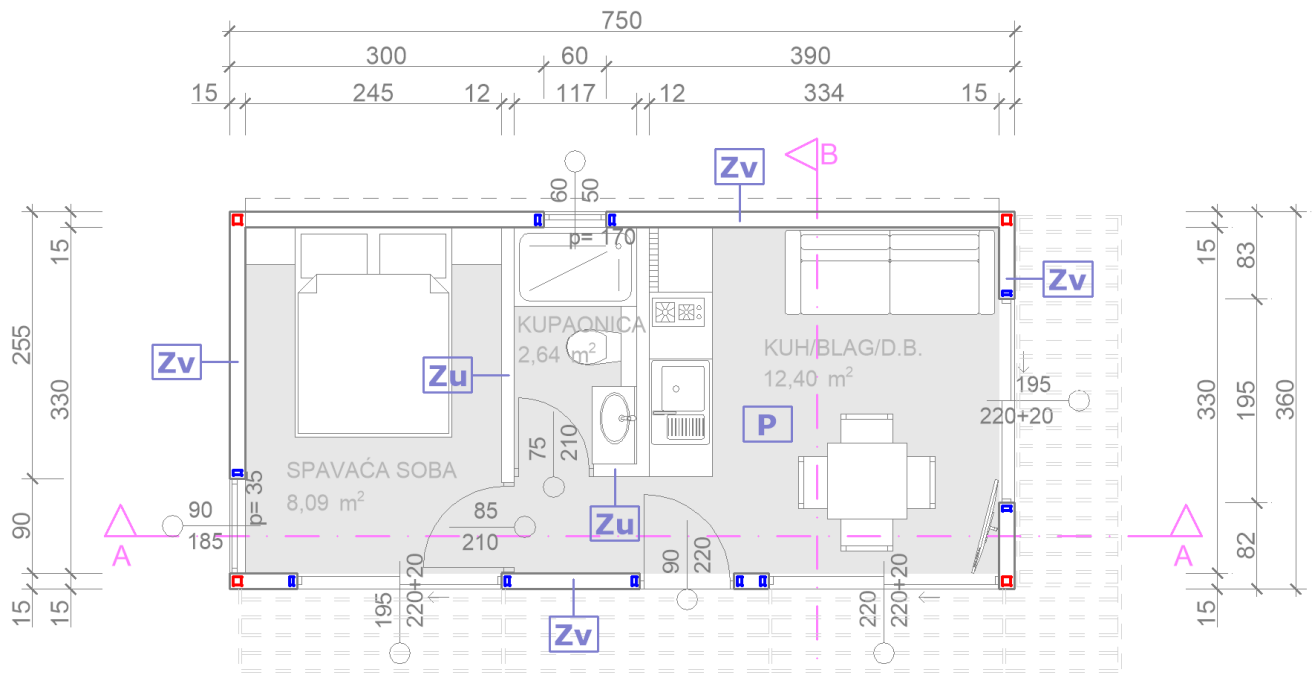 750
300 60 390
15 245 12 117 12 334 15
B
Zv
60
50
p= 170
15
255
330
90
15
15
Zv
Zv
Zu
KUPAONICA
2,64 m²
KUH/BLAG/D.B.
12,40 m²
P
195
220+20
15
83
330
195
360
82
15
75
210
SPAVAĆA SOBA
8,09 m²
p= 35
90
185
85
210
Zu
90
220
A
A
195
220+20
Zv
220
220+20